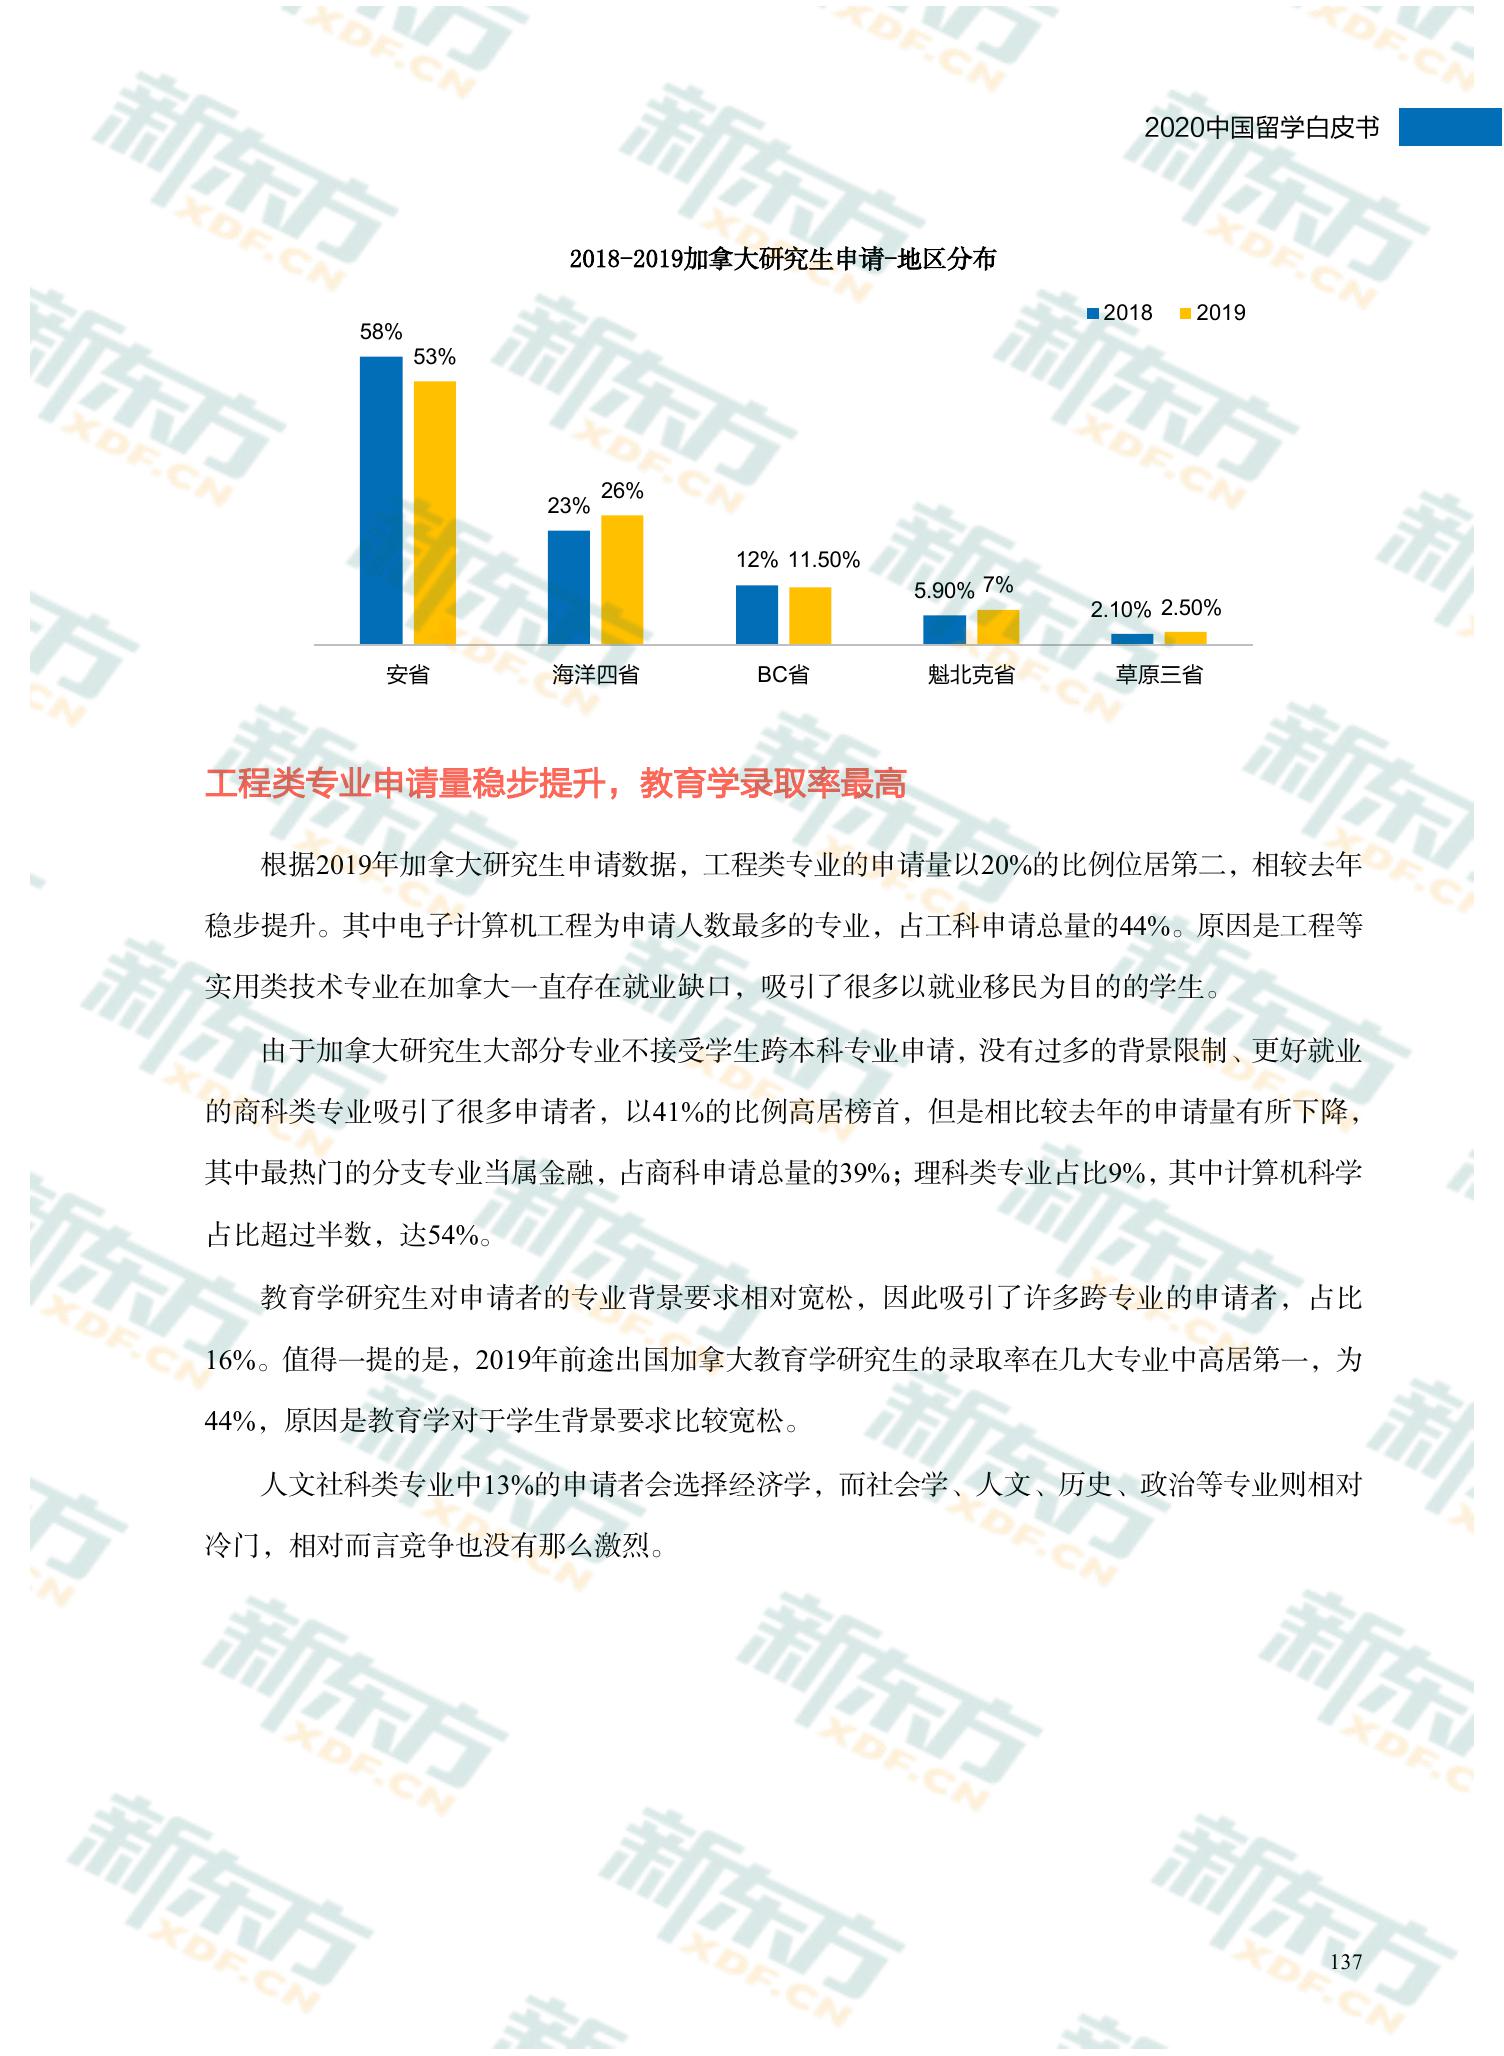 2020中国留学白皮书
2018-2019加拿大研究生申请-地区分布
2018 2019
58%
53%
23% 26%
12% 11.50%
5.90% 7%
2.10% 2.50%
安省 海洋四省 BC省 魁北克省 草原三省
工程类专业申请量稳步提升，教育学录取率最高
根据2019年加拿大研究生申请数据，工程类专业的申请量以20%的比例位居第二，相较去年
稳步提升。其中电子计算机工程为申请人数最多的专业，占工科申请总量的44%。原因是工程等
实用类技术专业在加拿大一直存在就业缺口，吸引了很多以就业移民为目的的学生。
由于加拿大研究生大部分专业不接受学生跨本科专业申请，没有过多的背景限制、更好就业
的商科类专业吸引了很多申请者，以41%的比例高居榜首，但是相比较去年的申请量有所下降，
其中最热门的分支专业当属金融，占商科申请总量的39%；理科类专业占比9%，其中计算机科学
占比超过半数，达54%。
教育学研究生对申请者的专业背景要求相对宽松，因此吸引了许多跨专业的申请者，占比
16%。值得一提的是，2019年前途出国加拿大教育学研究生的录取率在几大专业中高居第一，为
44%，原因是教育学对于学生背景要求比较宽松。
人文社科类专业中13%的申请者会选择经济学，而社会学、人文、历史、政治等专业则相对
冷门，相对而言竞争也没有那么激烈。
137
新东方 XDF.CN